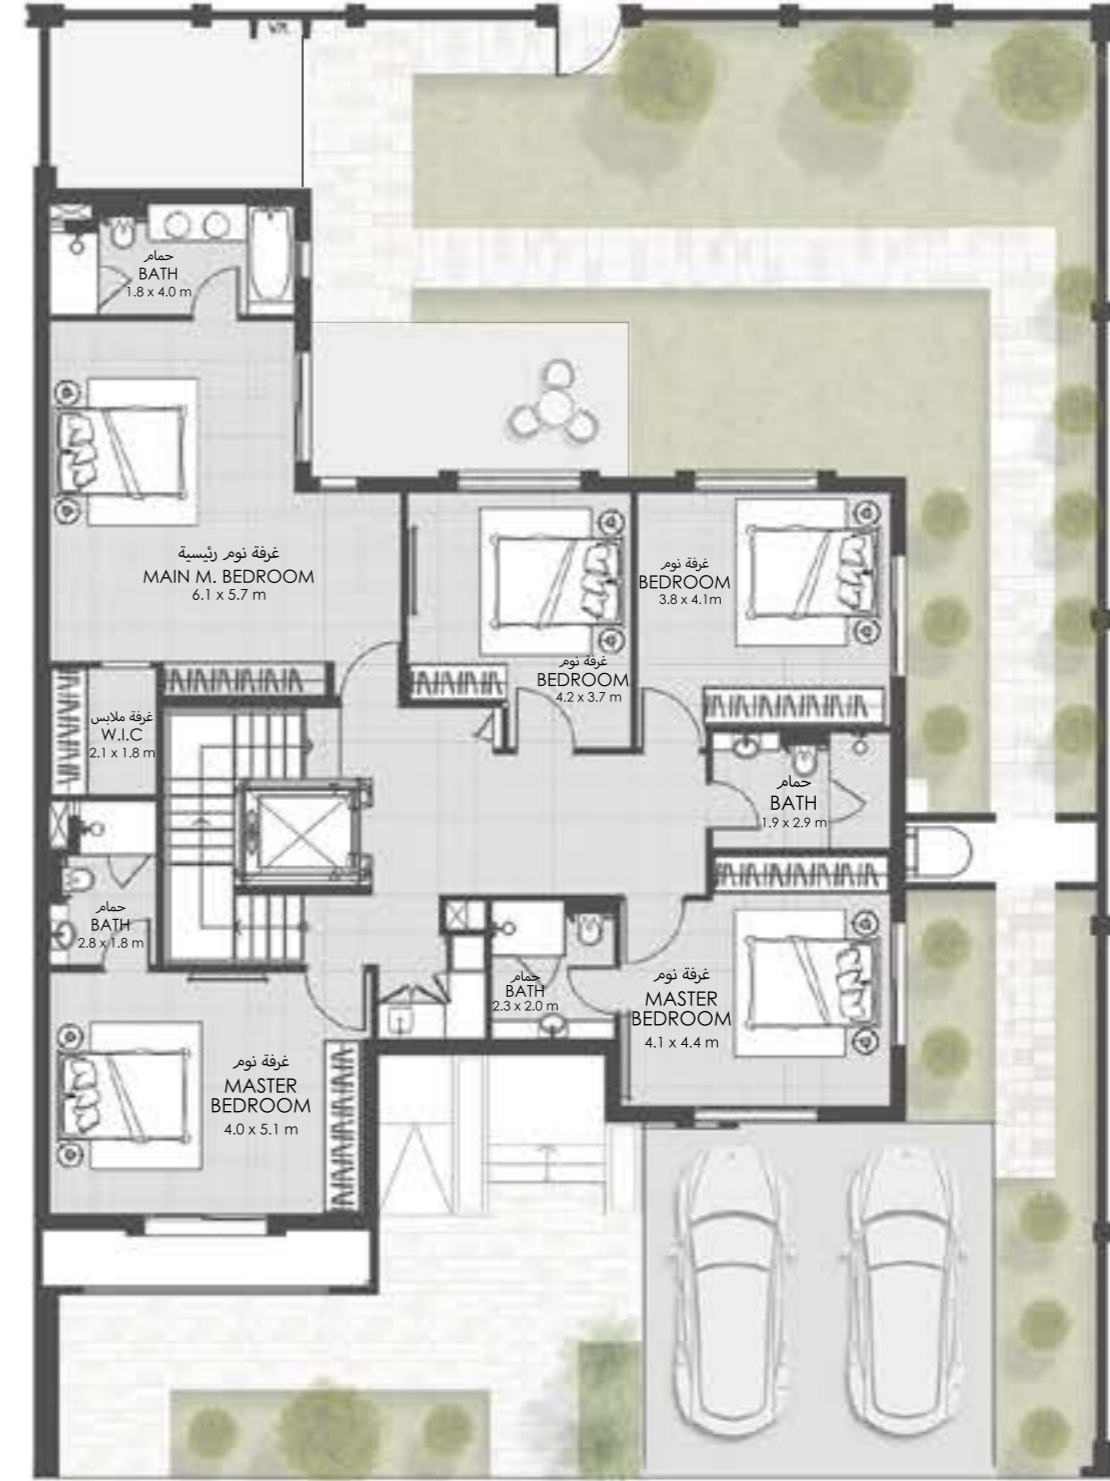 حمام
BATH
1.8 x 4.0 m
غرفة نوم رئيسية
MAIN M. BEDROOM
6.1 x 5.7 m
غرفة نوم
BEDROOM
3.8 x 4.1m
غرفة نوم
BEDROOM
4.2 x 3.7 m
غرفة ملابس
W.I.C
2.1 x 1.8 m
حمام
BATH
1.9 x 2.9 m
حمام
BATH
2.8 x 1.8 m
حمام
BATH
2.3 x 2.0 m
غرفة نوم
MASTER
BEDROOM
4.1 x 4.4 m
غرفة نوم
MASTER
BEDROOM
4.0 x 5.1 m